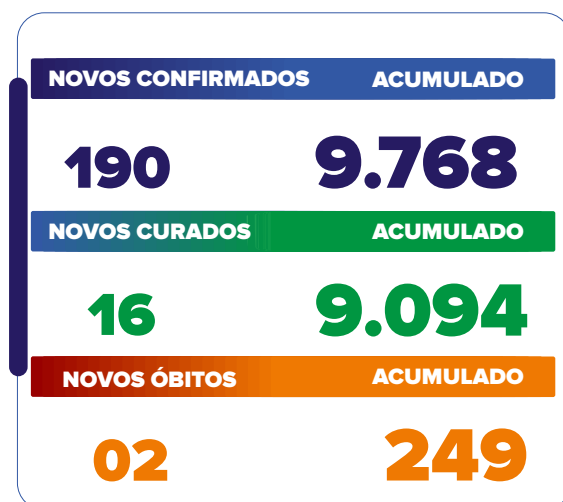 NOVOS CONFIRMADOS ACUMULADO
190 9.768
NOVOS CURADOS ACUMULADO
16 9.094
NOVOS ÓBITOS ACUMULADO
02 249